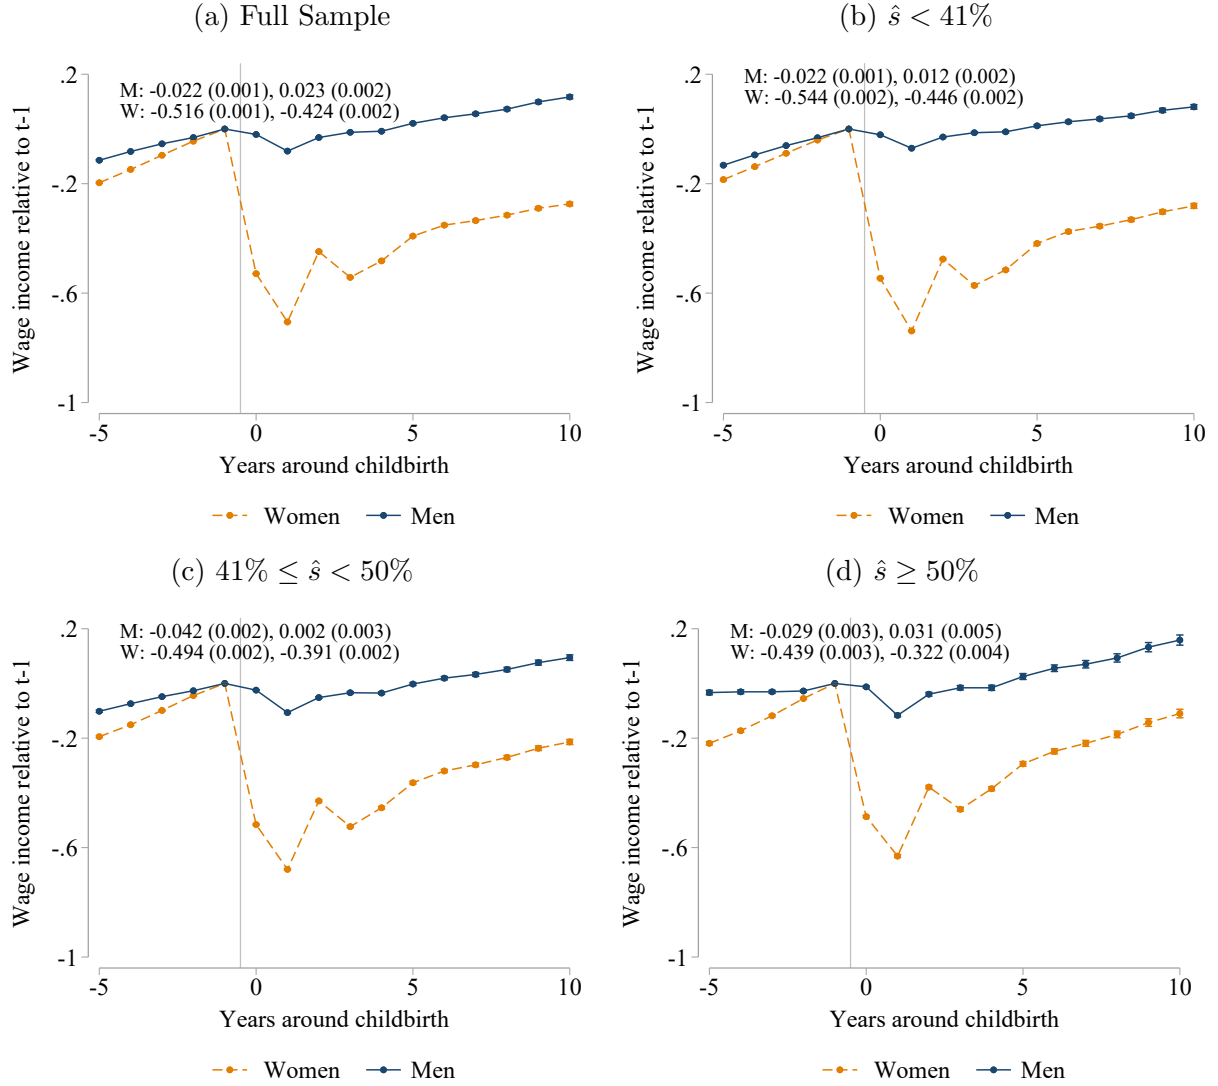 (a) Full Sample
.2
-.2
-.6
-1
Wage income relative to t-1
M: -0.022 (0.001), 0.023 (0.002)
W: -0.516 (0.001), -0.424 (0.002)
-5
0
5
10
Years around childbirth
Women
Men
(b) ŝ < 41%
.2
-.2
-.6
-1
Wage income relative to t-1
M: -0.022 (0.001), 0.012 (0.002)
W: -0.544 (0.002), -0.446 (0.002)
-5
0
5
10
Years around childbirth
Women
Men
(c) 41% ≤ ŝ < 50%
.2
-.2
-.6
-1
Wage income relative to t-1
M: -0.042 (0.002), 0.002 (0.003)
W: -0.494 (0.002), -0.391 (0.002)
-5
0
5
10
Years around childbirth
Women
Men
(d) ŝ ≥ 50%
.2
-.2
-.6
-1
Wage income relative to t-1
M: -0.029 (0.003), 0.031 (0.005)
W: -0.439 (0.003), -0.322 (0.004)
-5
0
5
10
Years around childbirth
Women
Men